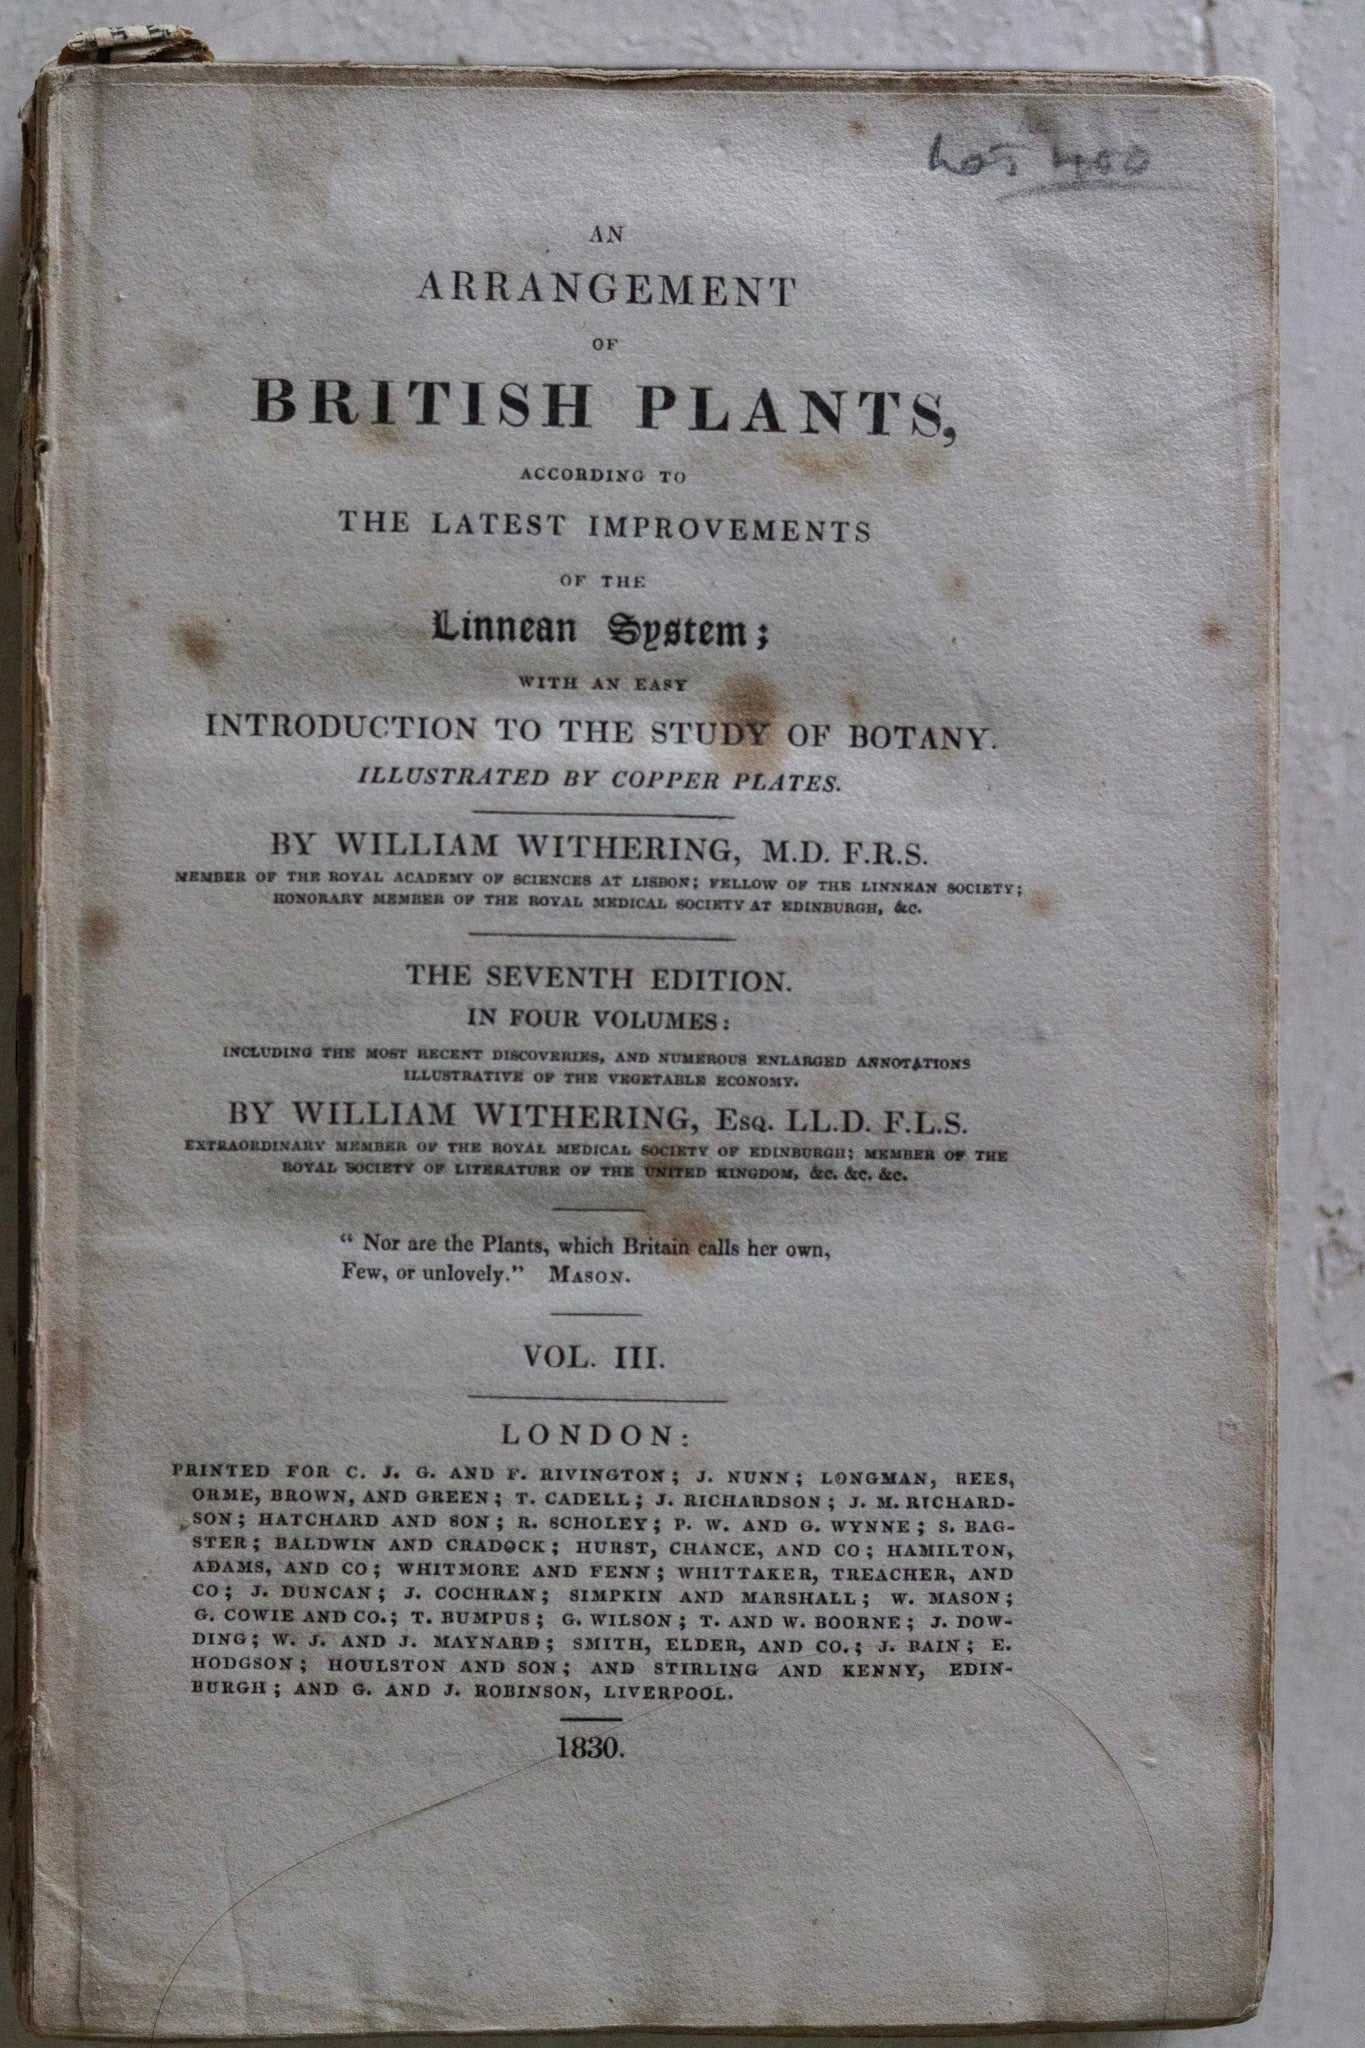 Lot 400
AN
ARRANGEMENT
OF
BRITISH PLANTS,
ACCORDING TO
THE LATEST IMPROVEMENTS
OF THE
Linnean System;
WITH AN EASY
INTRODUCTION TO THE STUDY OF BOTANY.
ILLUSTRATED BY COPPER PLATES.
BY WILLIAM WITHERING, M.D. F.R.S.
MEMBER OF THE ROYAL ACADEMY OF SCIENCES AT LISBON; FELLOW OF THE LINNEAN SOCIETY;
HONORARY MEMBER OF THE ROYAL MEDICAL SOCIETY AT EDINBURGH, &c.
THE SEVENTH EDITION.
IN FOUR VOLUMES:
INCLUDING THE MOST RECENT DISCOVERIES, AND NUMEROUS ENLARGED ANNOTATIONS
ILLUSTRATIVE OF THE VEGETABLE ECONOMY.
BY WILLIAM WITHERING, Esq. LL.D. F.L.S.
EXTRAORDINARY MEMBER OF THE ROYAL MEDICAL SOCIETY OF EDINBURGH; MEMBER OF THE
ROYAL SOCIETY OF LITERATURE OF THE UNITED KINGDOM, &c. &c. &c.
“ Nor are the Plants, which Britain calls her own,
Few, or unlovely.” MASON.
VOL. III.
LONDON:
PRINTED FOR C. J. G. AND F. RIVINGTON; J. NUNN; LONGMAN, REES,
ORME, BROWN, AND GREEN; T. CADELL; J. RICHARDSON; J. M. RICHARD-
SON; HATCHARD AND SON; R. SCHOLEY; P. W. AND G. WYNNE; S. BAG-
STER; BALDWIN AND CRADOCK; HURST, CHANCE, AND CO; HAMILTON,
ADAMS, AND CO; WHITMORE AND FENN; WHITTAKER, TREACHER, AND
CO; J. DUNCAN; J. COCHRAN; SIMPKIN AND MARSHALL; W. MASON;
G. COWIE AND CO.; T. BUMPUS; G. WILSON; T. AND W. BOORNE; J. DOW-
DING; W. J. AND J. MAYNARD; SMITH, ELDER, AND CO.; J. BAIN; E.
HODGSON; HOULSTON AND SON; AND STIRLING AND KENNY, EDIN-
BURGH; AND G. AND J. ROBINSON, LIVERPOOL.
1830.